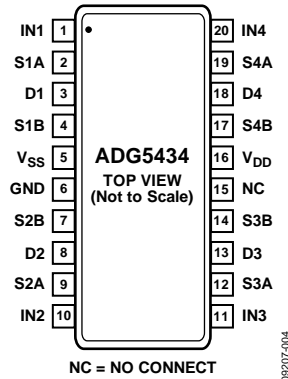 IN1 1
S1A 2
D1 3
S1B 4
VSS 5
GND 6
S2B 7
D2 8
S2A 9
IN2 10
ADG5434
TOP VIEW
(Not to Scale)
20 IN4
19 S4A
18 D4
17 S4B
16 VDD
15 NC
14 S3B
13 D3
12 S3A
11 IN3
NC = NO CONNECT
09207-004